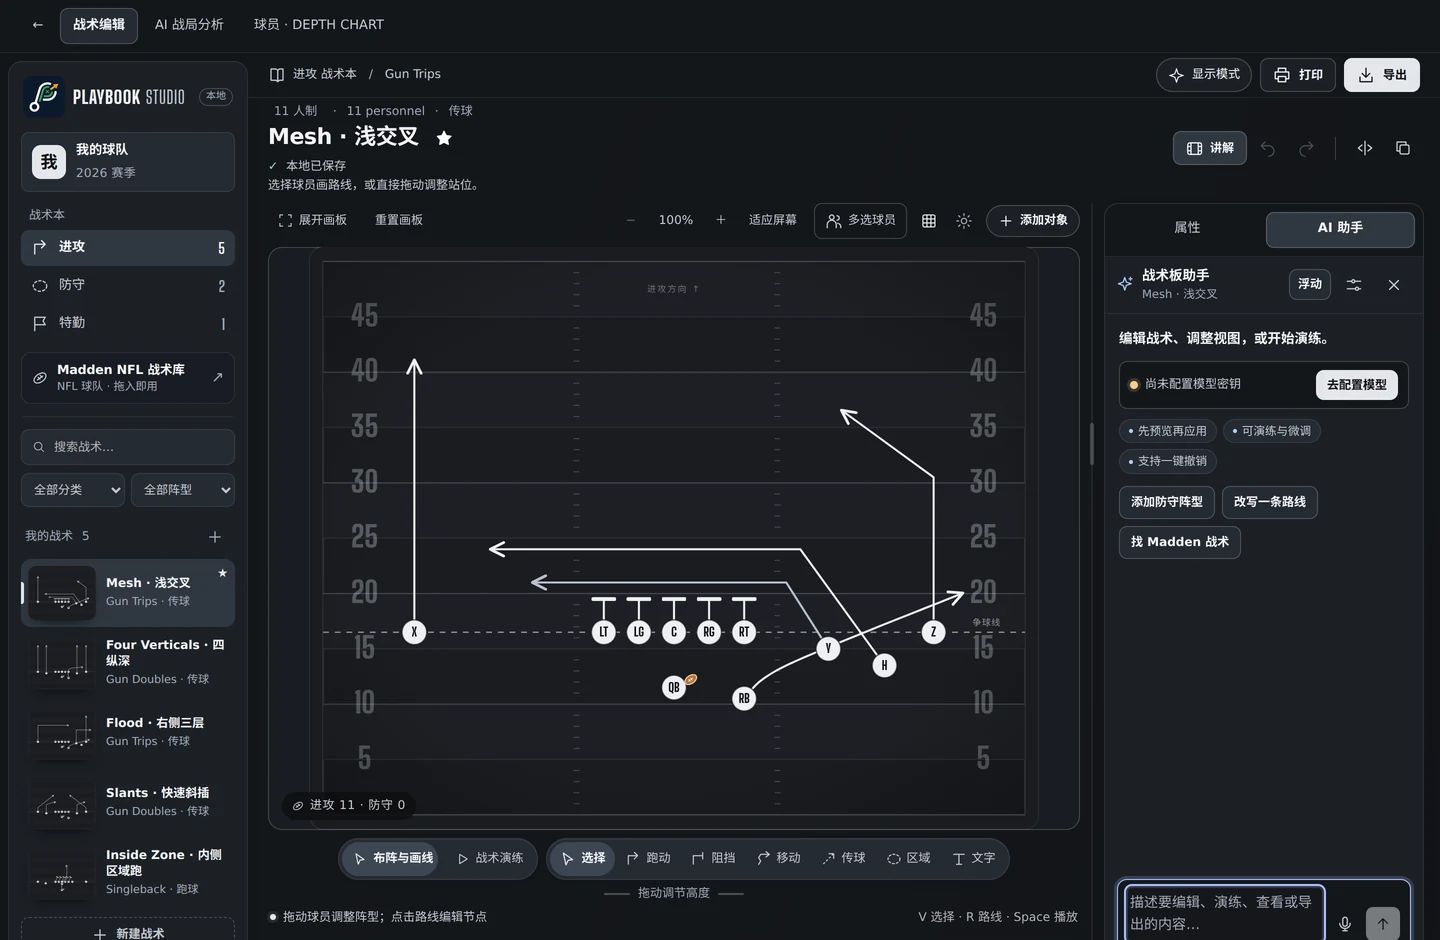 ←
战术编辑
AI 战局分析
球员 · DEPTH CHART
PLAYBOOK STUDIO
本地
我 我的球队
2026 赛季
战术本
进攻 5
防守 2
特勤 1
Madden NFL 战术库
NFL 球队 · 拖入即用
搜索战术...
全部分类
全部阵型
我的战术 5
Mesh · 浅交叉
Gun Trips · 传球
Four Verticals · 四
纵深
Gun Doubles · 传球
Flood · 右侧三层
Gun Trips · 传球
Slants · 快速斜插
Gun Doubles · 传球
Inside Zone · 内侧
区域跑
Singleback · 跑球
新建战术
进攻 战术本 / Gun Trips
显示模式
打印
导出
11 人制 · 11 personnel · 传球
Mesh · 浅交叉 ★
✓ 本地已保存
选择球员画路线，或直接拖动调整站位。
讲解
展开画板
重置画板
− 100% +
适应屏幕
多选球员
添加对象
进攻方向 ↑
45 45
40 40
35 35
30 30
25 25
20 20
争球线
15 15
10 10
5 5
X LT LG C RG RT Y H Z
QB RB
进攻 11 · 防守 0
布阵与画线
战术演练
选择
跑动
阻挡
移动
传球
区域
文字
拖动调节高度
拖动球员调整阵型；点击路线编辑节点
V 选择 · R 路线 · Space 播放
属性
AI 助手
战术板助手
Mesh · 浅交叉
浮动
编辑战术、调整视图，或开始演练。
尚未配置模型密钥
去配置模型
• 先预览再应用
• 可演练与微调
• 支持一键撤销
添加防守阵型
改写一条路线
找 Madden 战术
描述要编辑、演练、查看或导
出的内容...